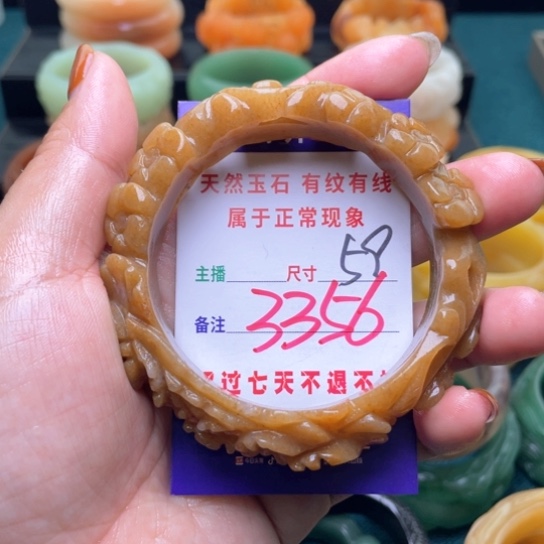 天然玉石 有纹有线
属于正常现象
主播 尺寸 59
备注 3356
过七天不退不